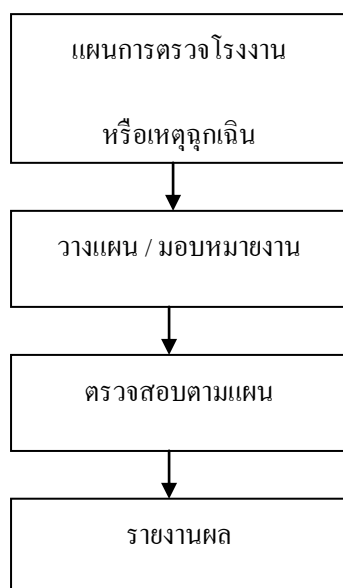 แผนการตรวจโรงงาน
หรือเหตุฉุกเฉิน
วางแผน / มอบหมายงาน
ตรวจสอบตามแผน
รายงานผล